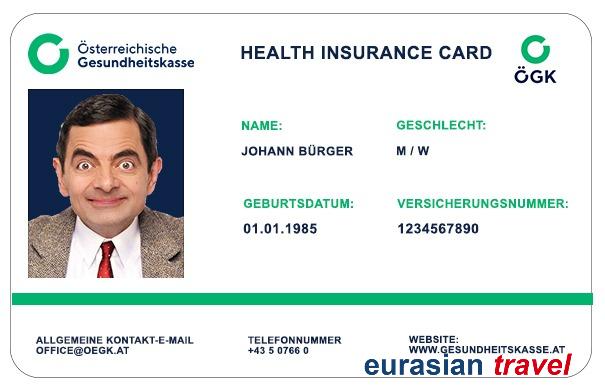 Österreichische
Gesundheitskasse
HEALTH INSURANCE CARD
ÖGK
NAME:
GESCHLECHT:
JOHANN BÜRGER
M / W
GEBURTSDATUM:
VERSICHERUNGSNUMMER:
01.01.1985
1234567890
ALLGEMEINE KONTAKT-E-MAIL
OFFICE@OEGK.AT
TELEFONNUMMER
+43 5 0766 0
WEBSITE:
WWW.GESUNDHEITSKASSE.AT
eurasian travel